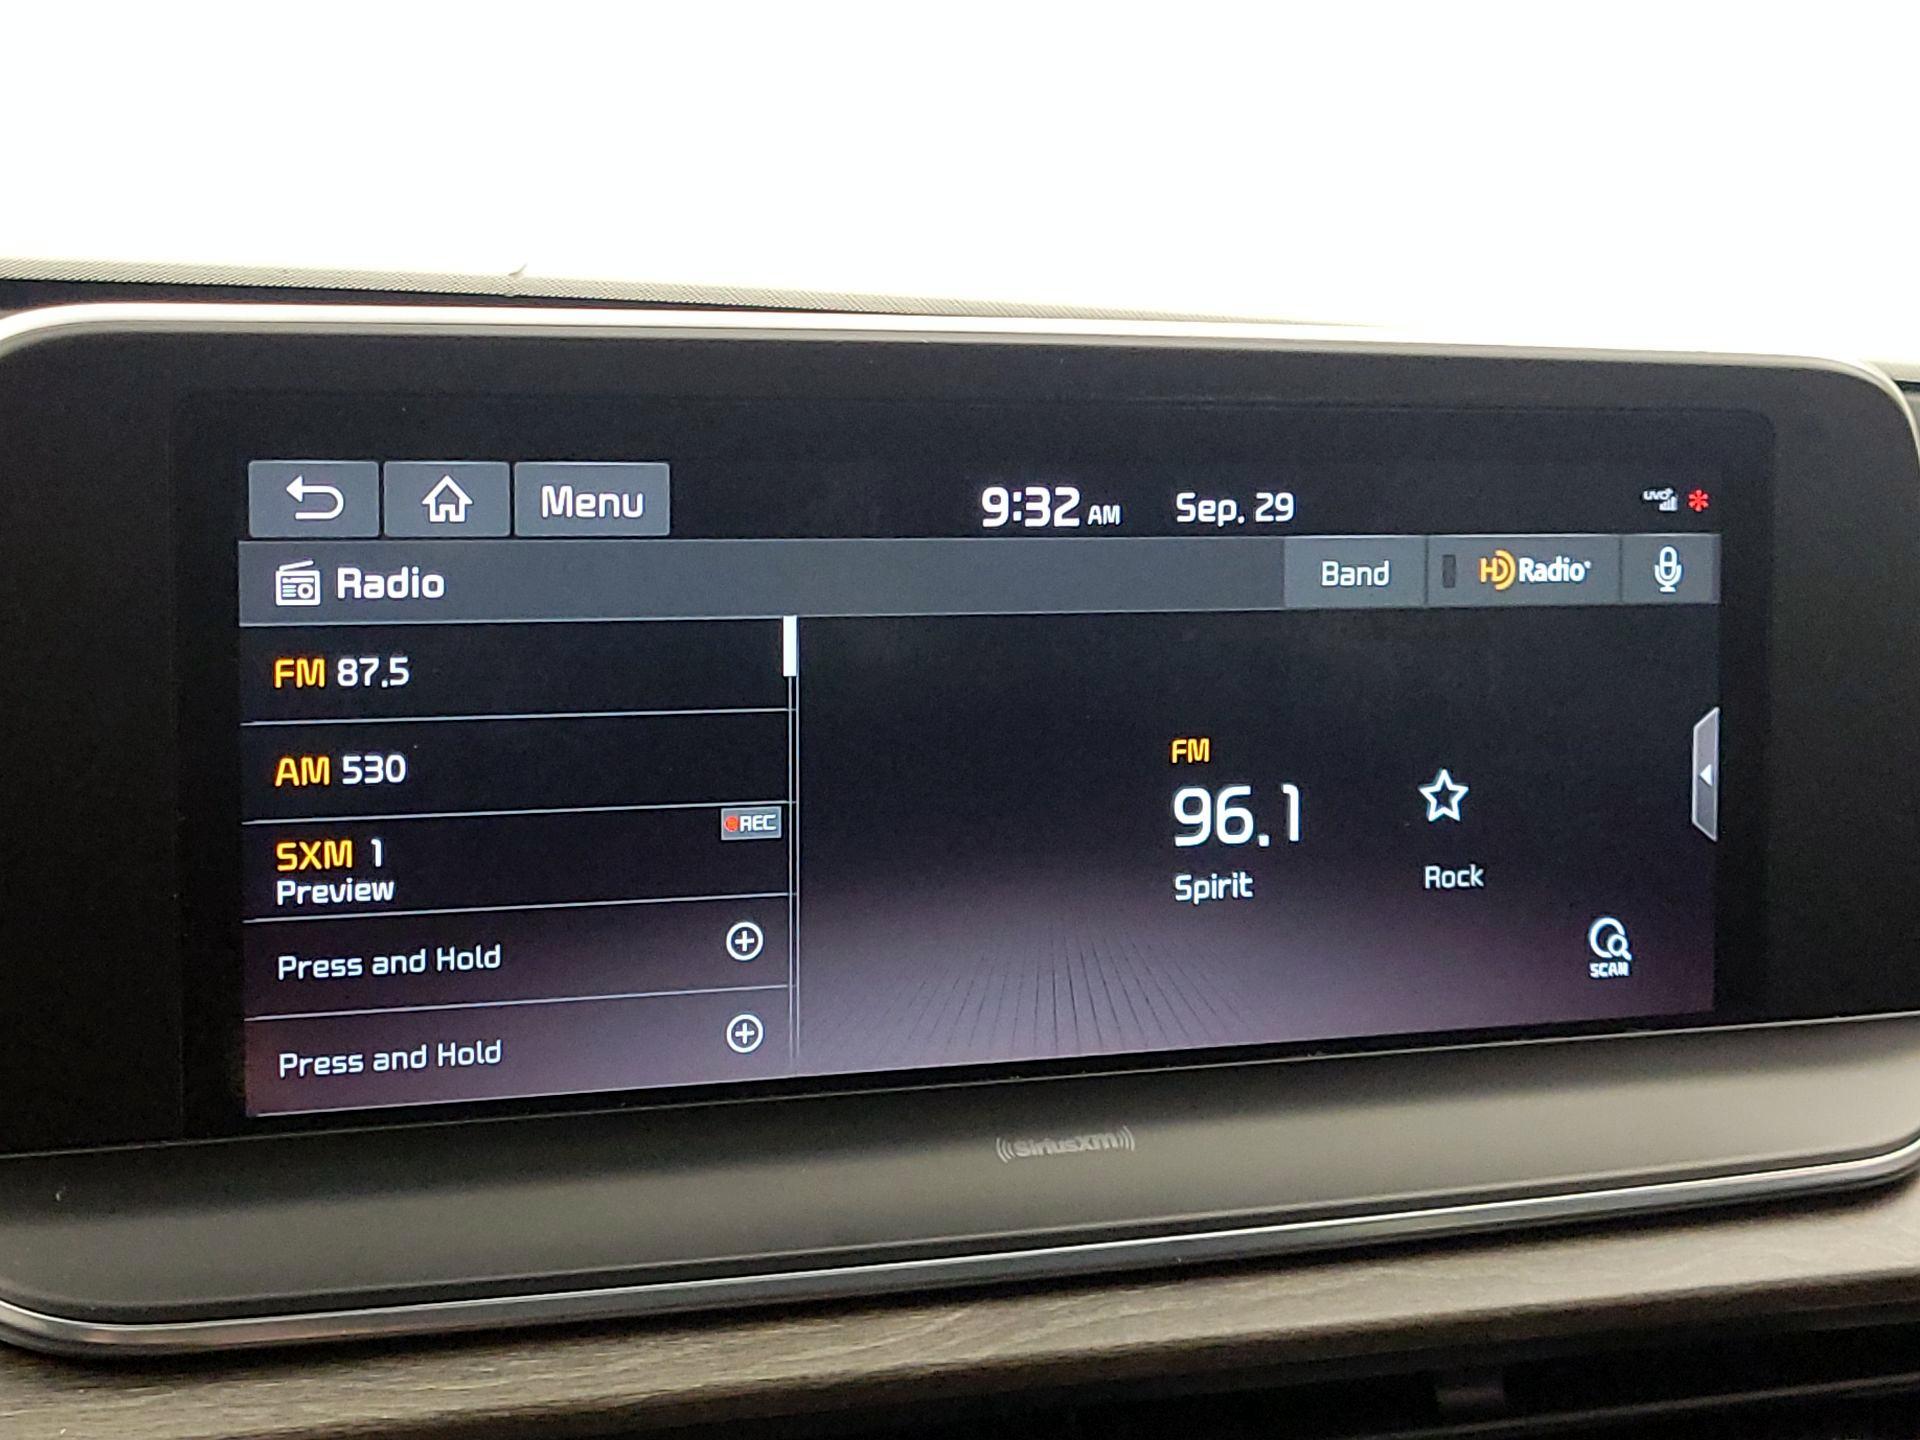 Menu
9:32 AM Sep. 29
UVO
Radio
Band
HD Radio
FM 87.5
AM 530
REC
SXM 1
Preview
Press and Hold
Press and Hold
FM
96.1
Spirit
Rock
SCAN
((SiriusXM))